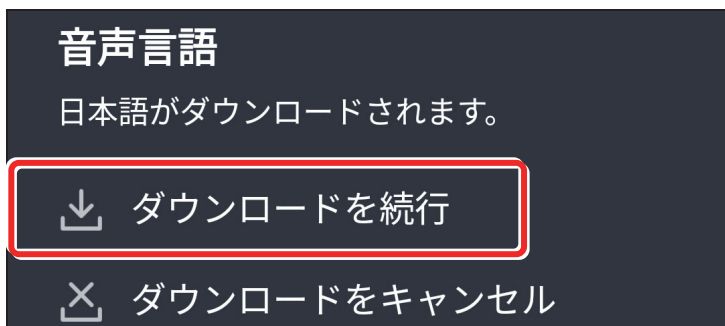 音声言語
日本語がダウンロードされます。
ダウンロードを続行
ダウンロードをキャンセル